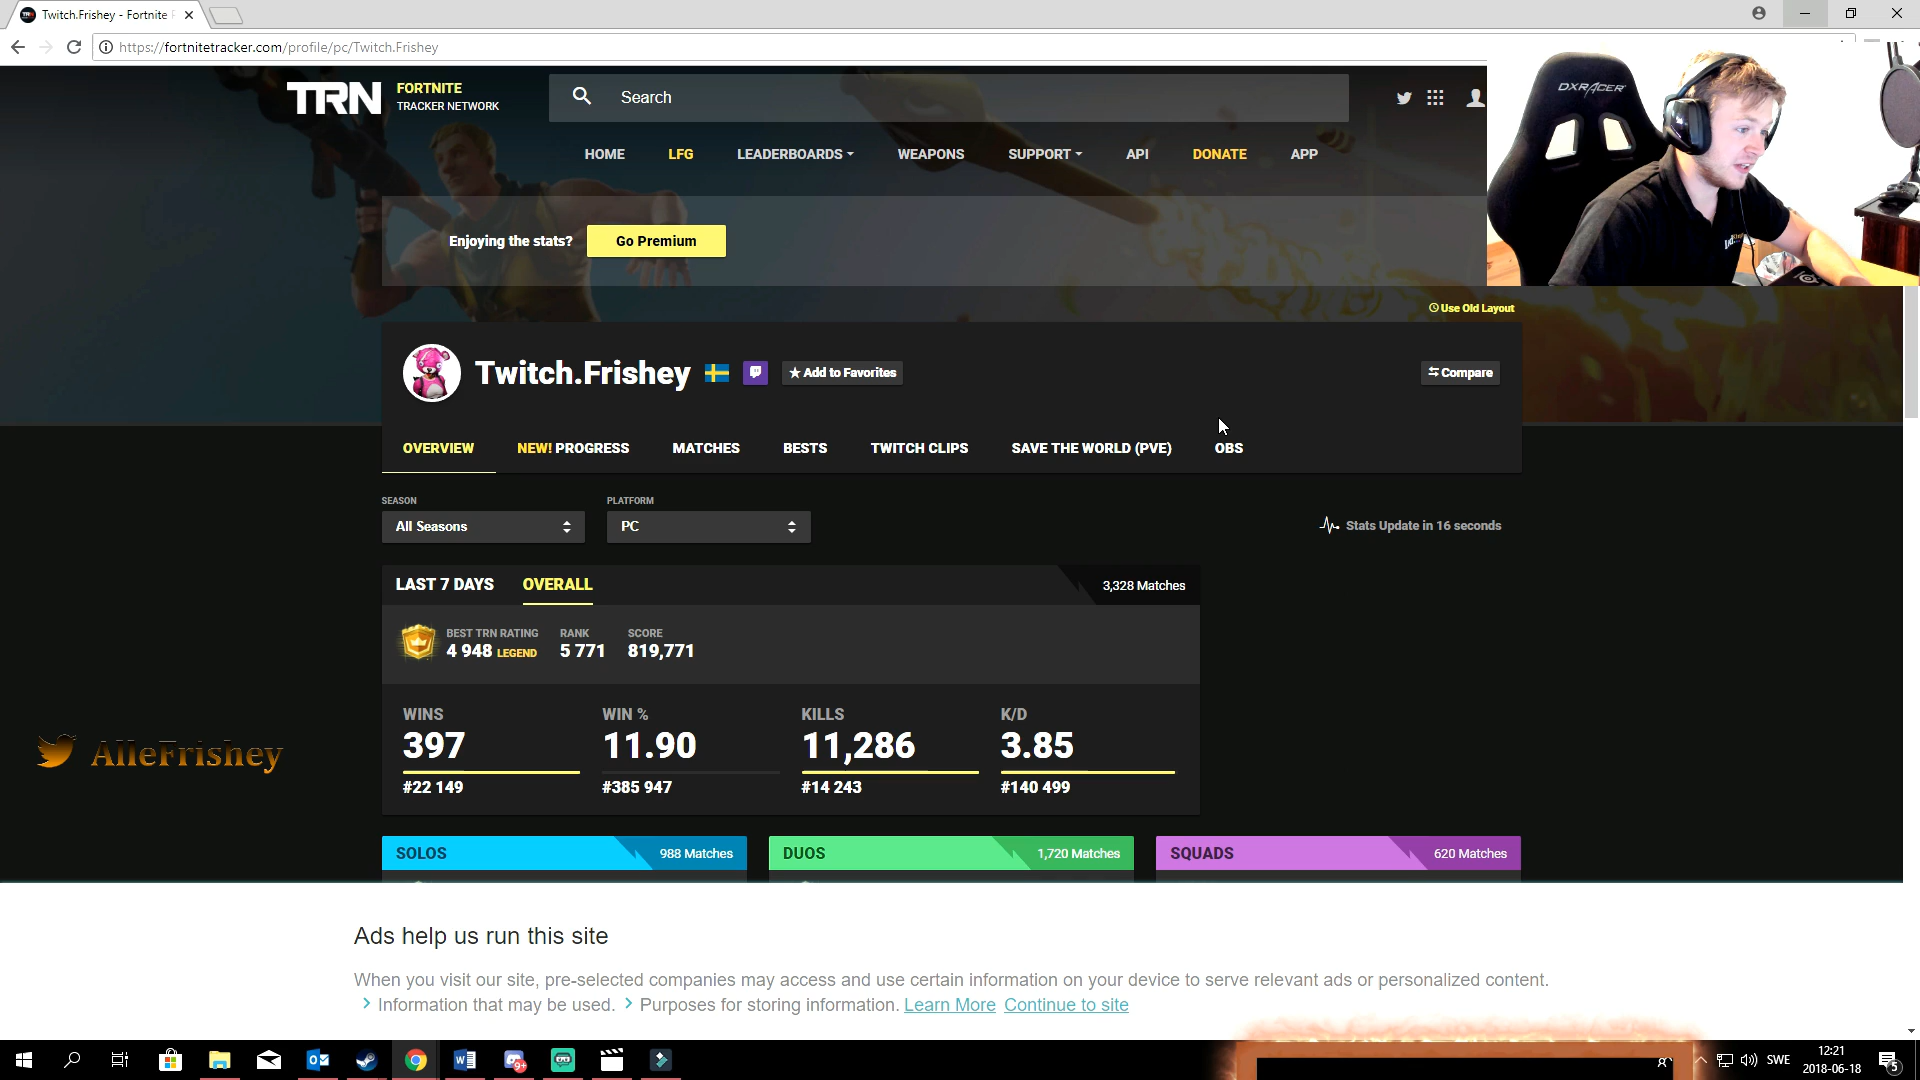 Twitch.Frishey - Fortnite
https://fortnitetracker.com/profile/pc/Twitch.Frishey
TRN FORTNITE TRACKER NETWORK
Search
DXRACER
HOME LFG LEADERBOARDS WEAPONS SUPPORT API DONATE APP
Enjoying the stats? Go Premium
Use Old Layout
Twitch.Frishey Add to Favorites Compare
OVERVIEW NEW! PROGRESS MATCHES BESTS TWITCH CLIPS SAVE THE WORLD (PVE) OBS
SEASON PLATFORM
All Seasons PC Stats Update in 16 seconds
LAST 7 DAYS OVERALL 3,328 Matches
BEST TRN RATING RANK SCORE
4 948 LEGEND 5 771 819,771
WINS WIN % KILLS K/D
397 11.90 11,286 3.85
#22 149 #385 947 #14 243 #140 499
AlleFrishey
SOLOS 988 Matches DUOS 1,720 Matches SQUADS 620 Matches
Ads help us run this site
When you visit our site, pre-selected companies may access and use certain information on your device to serve relevant ads or personalized content.
Information that may be used. Purposes for storing information. Learn More Continue to site
9+
SWE
12:21
2018-06-18
5